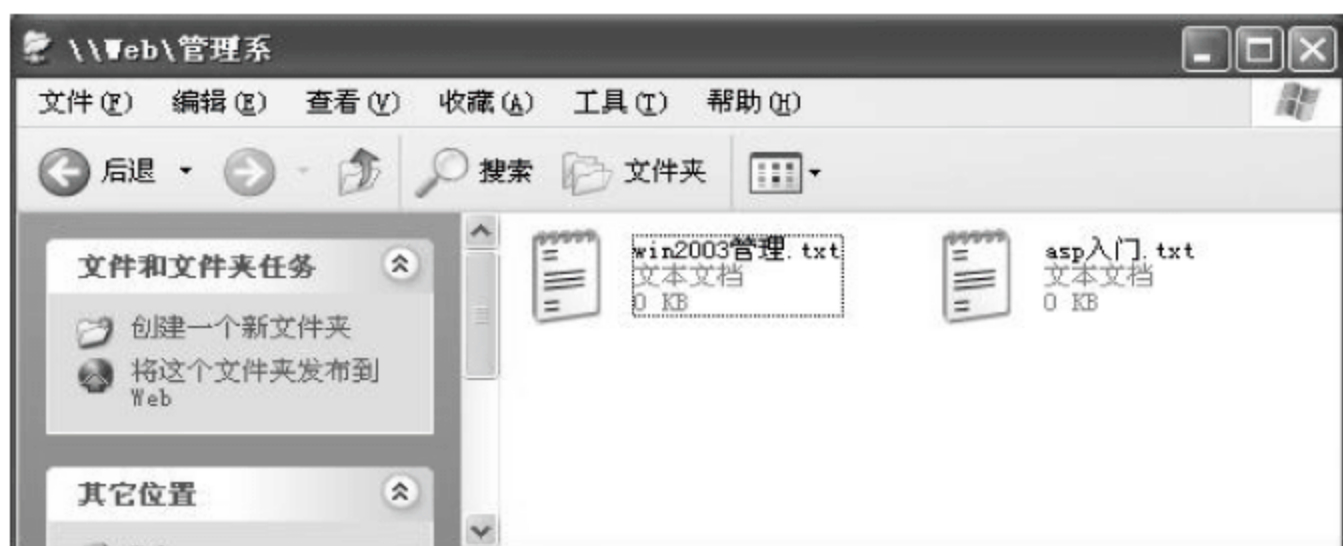 \\Web\管理系
文件(F) 编辑(E) 查看(V) 收藏(A) 工具(T) 帮助(H)
后退 搜索 文件夹
文件和文件夹任务
创建一个新文件夹
将这个文件夹发布到
Web
其它位置
win2003管理.txt
文本文档
0 KB
asp入门.txt
文本文档
0 KB